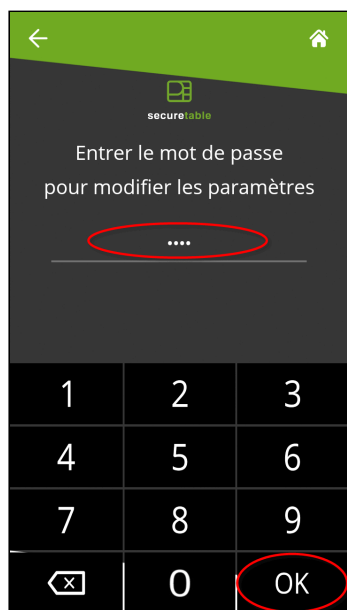 securetable
Entrer le mot de passe
pour modifier les paramètres
••••
1 2 3
4 5 6
7 8 9
0 OK